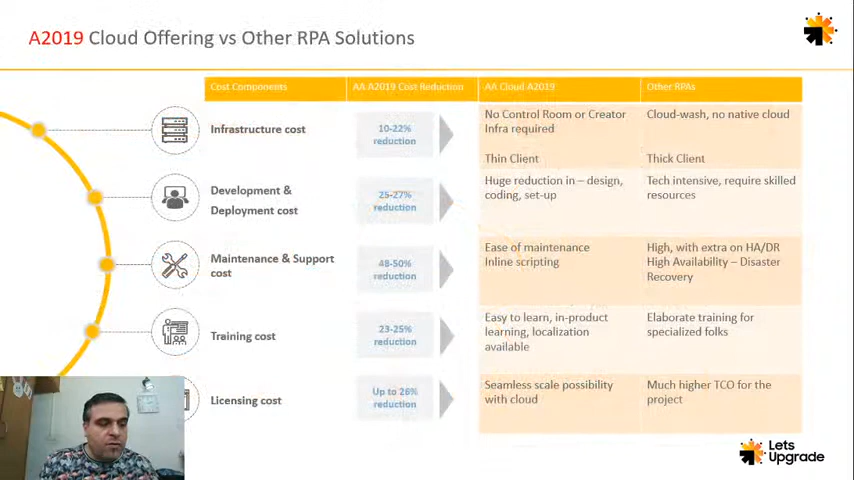 A2019 Cloud Offering vs Other RPA Solutions
Cost Components
AA A2019 Cost Reduction
AA Cloud A2019
Other RPAs
Infrastructure cost
10-22%
reduction
No Control Room or Creator
Infra required
Thin Client
Cloud-wash, no native cloud
Thick Client
Development &
Deployment cost
25-27%
reduction
Huge reduction in – design,
coding, set-up
Tech intensive, require skilled
resources
Maintenance & Support
cost
48-50%
reduction
Ease of maintenance
Inline scripting
High, with extra on HA/DR
High Availability – Disaster
Recovery
Training cost
23-25%
reduction
Easy to learn, in-product
learning, localization
available
Elaborate training for
specialized folks
Licensing cost
Up to 26%
reduction
Seamless scale possibility
with cloud
Much higher TCO for the
project
Lets
Upgrade